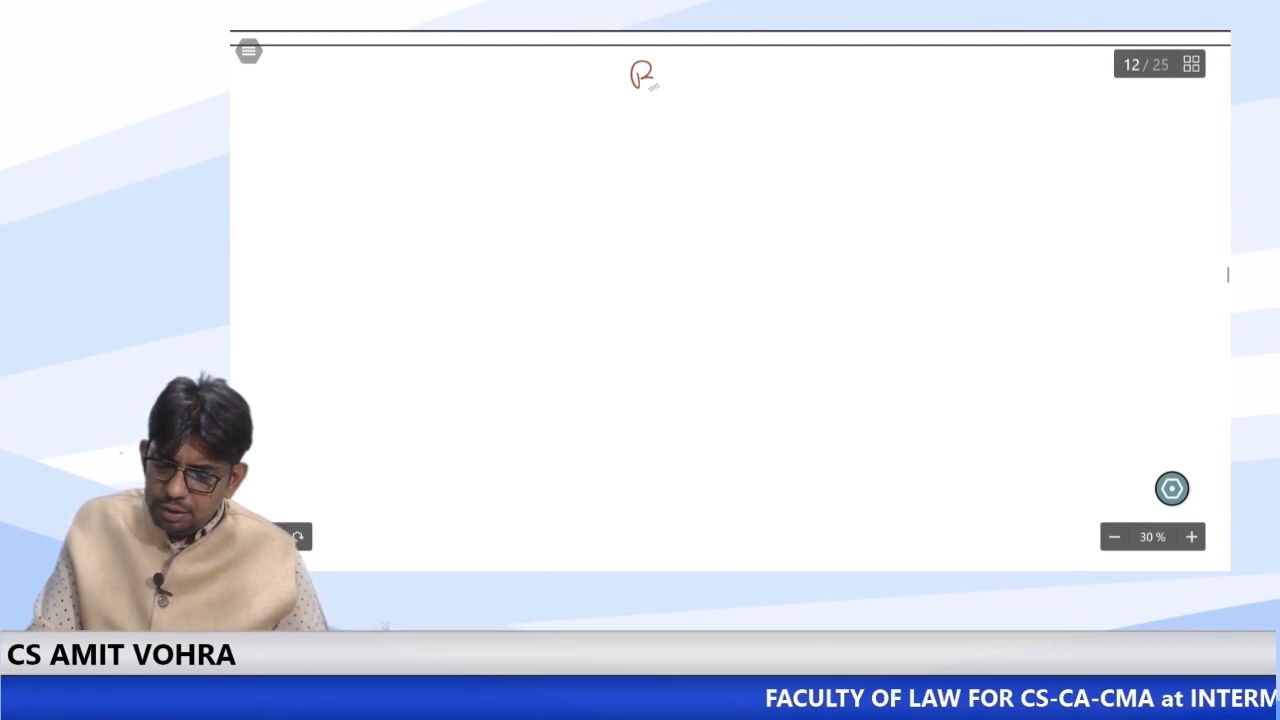 R
12 / 25
30 %
CS AMIT VOHRA
FACULTY OF LAW FOR CS-CA-CMA at INTERM